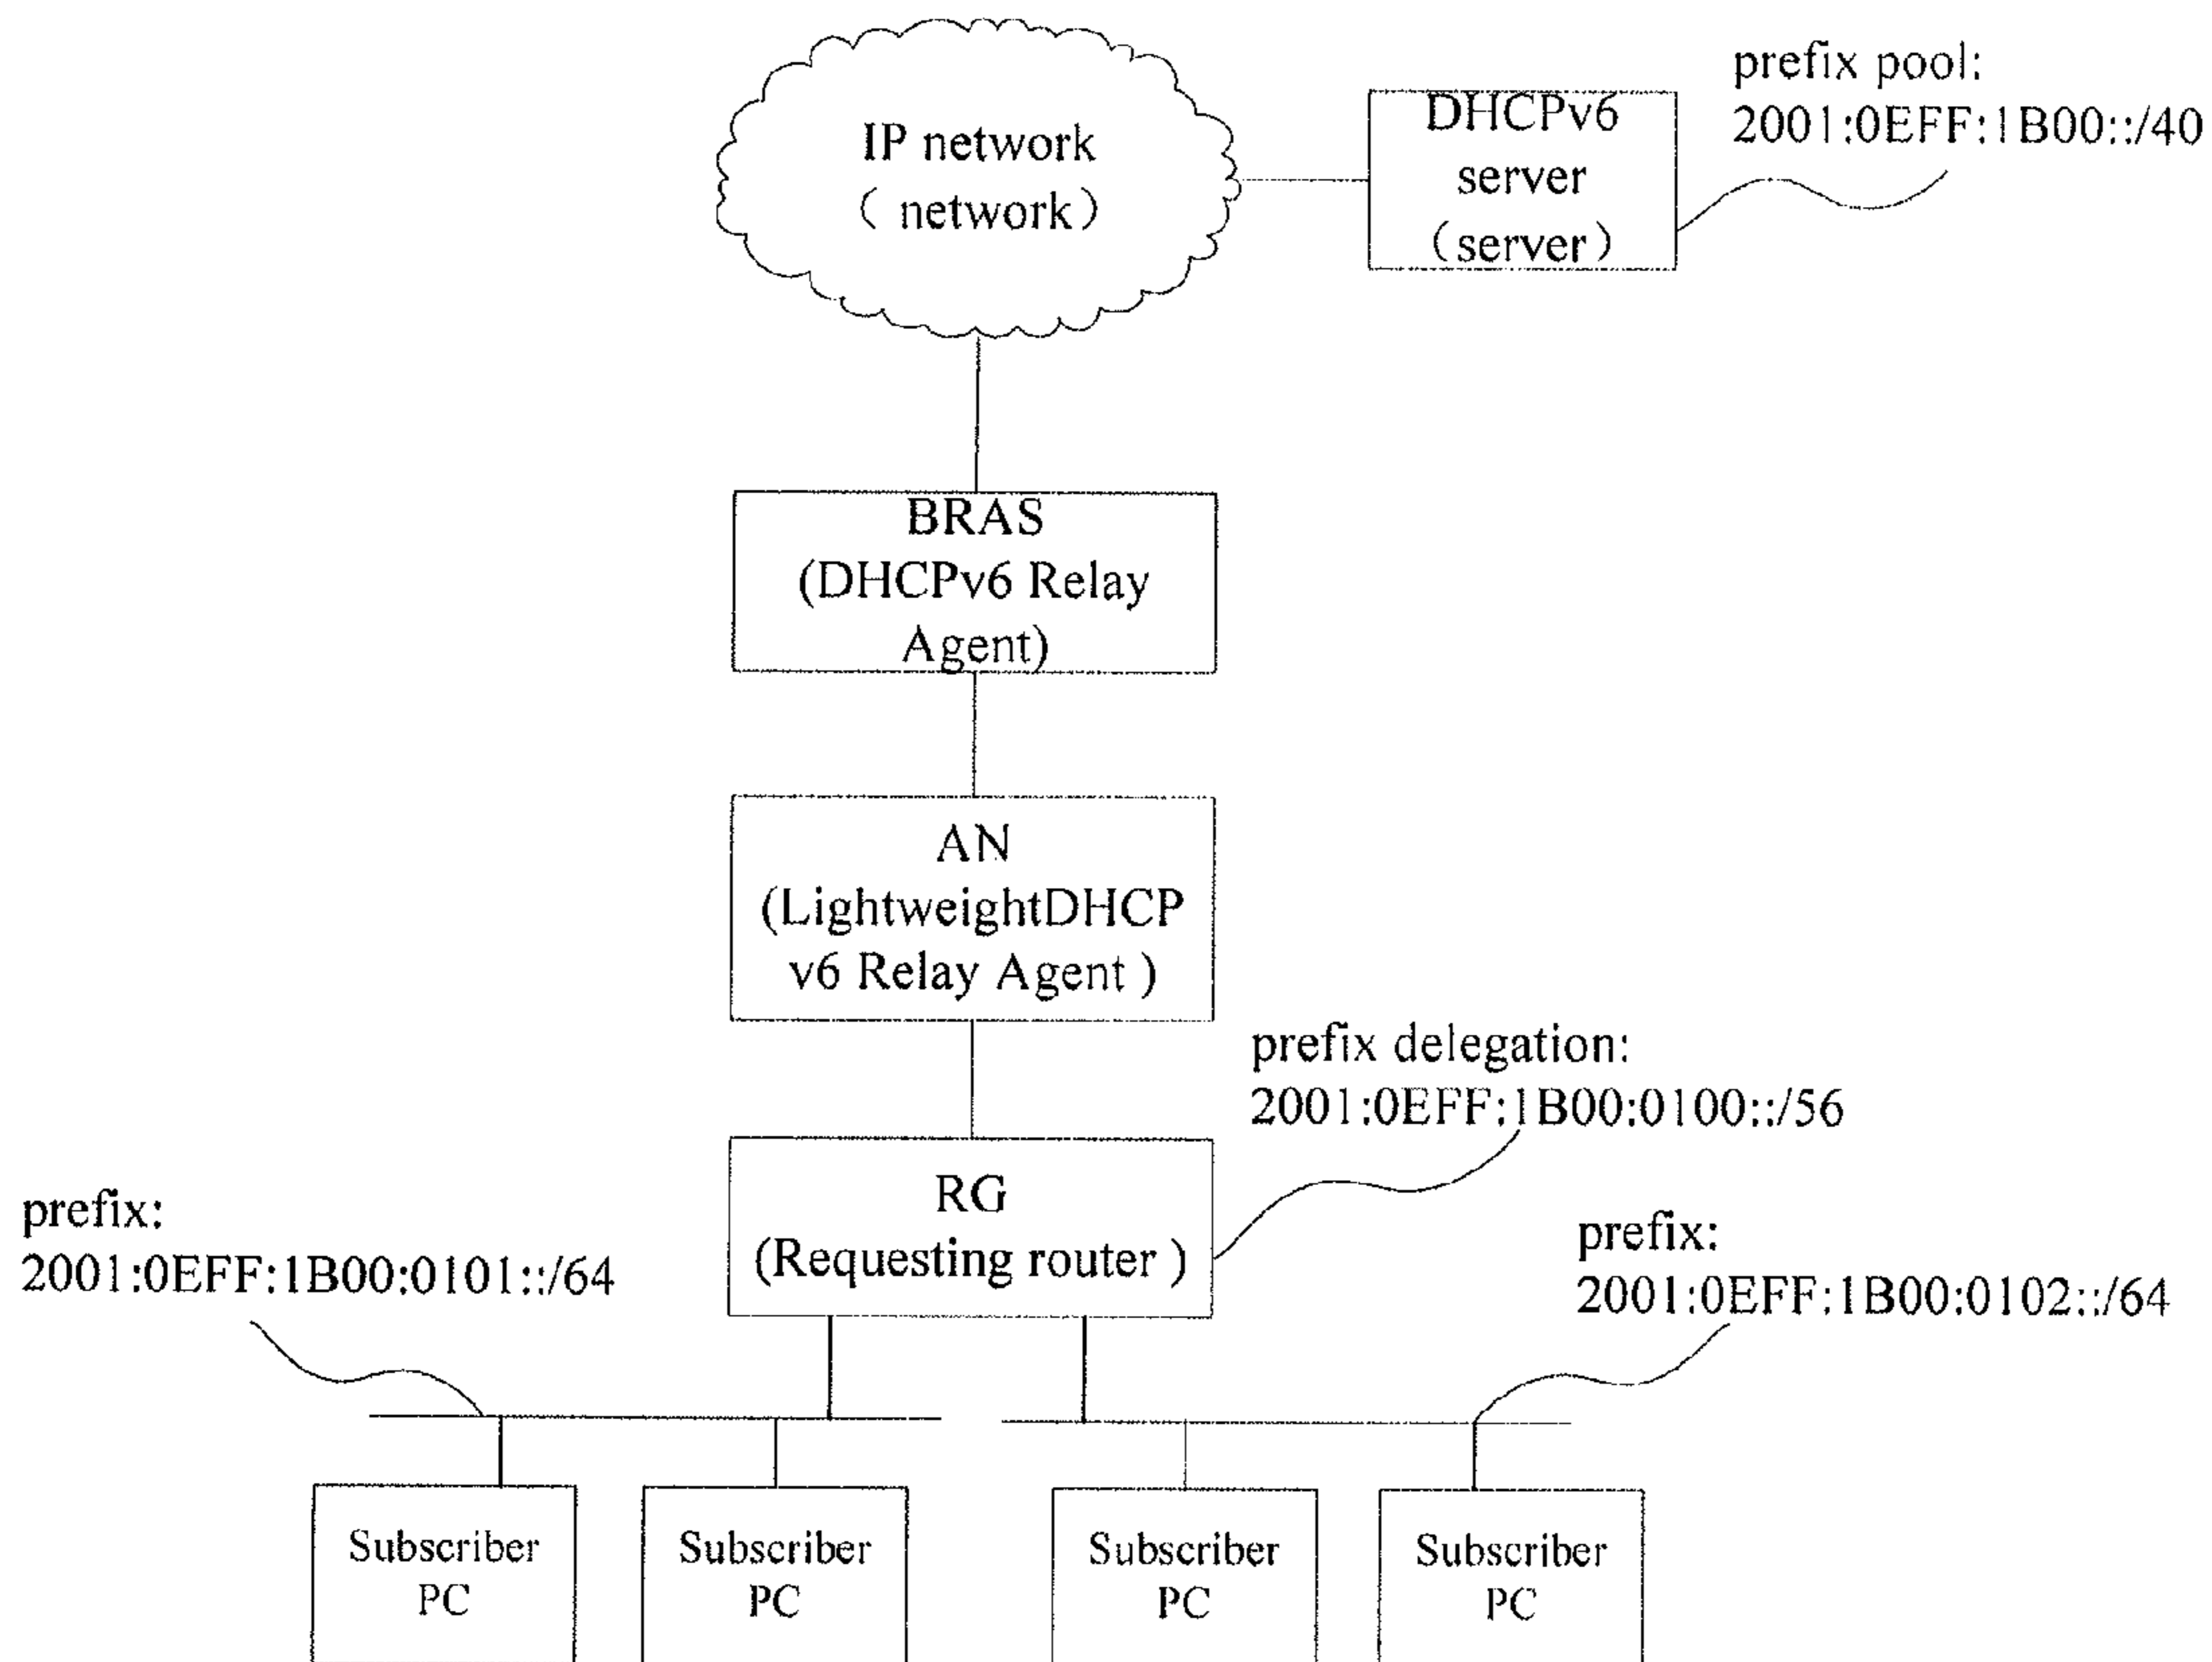 prefix pool:
2001:0EFF:1B00::/40
IP network
（ network）
DHCPv6
server
（server）
BRAS
(DHCPv6 Relay
Agent)
AN
(LightweightDHCP
v6 Relay Agent )
prefix delegation:
2001:0EFF:1B00:0100::/56
RG
(Requesting router )
prefix:
2001:0EFF:1B00:0101::/64
prefix:
2001:0EFF:1B00:0102::/64
Subscriber
PC
Subscriber
PC
Subscriber
PC
Subscriber
PC